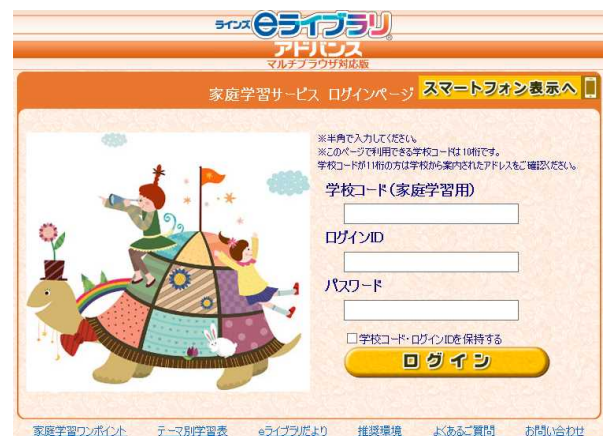 ラインズeライブラリ
アドバンス
マルチブラウザ対応版
家庭学習サービス ログインページ スマートフォン表示へ
※半角で入力してください。
※このページで利用できる学校コードは10桁です。
学校コードが11桁の方は学校から案内されたアドレスをご確認ください。
学校コード(家庭学習用)
ログインID
パスワード
学校コード・ログインIDを保持する
ログイン
家庭学習ワンポイント テーマ別学習表 eライブラリだより 推奨環境 よくあるご質問 お問い合わせ